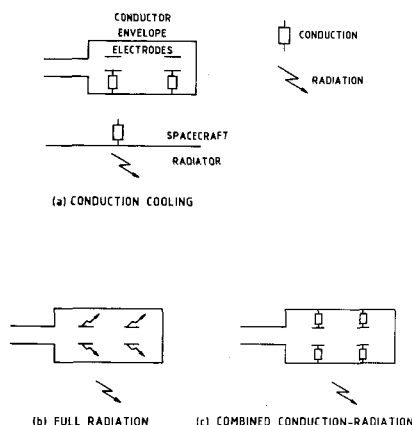 CONDUCTOR
ENVELOPE
ELECTRODES
CONDUCTION
RADIATION
SPACECRAFT
RADIATOR
(a) CONDUCTION COOLING
(b) FULL RADIATION
(c) COMBINED CONDUCTION-RADIATION